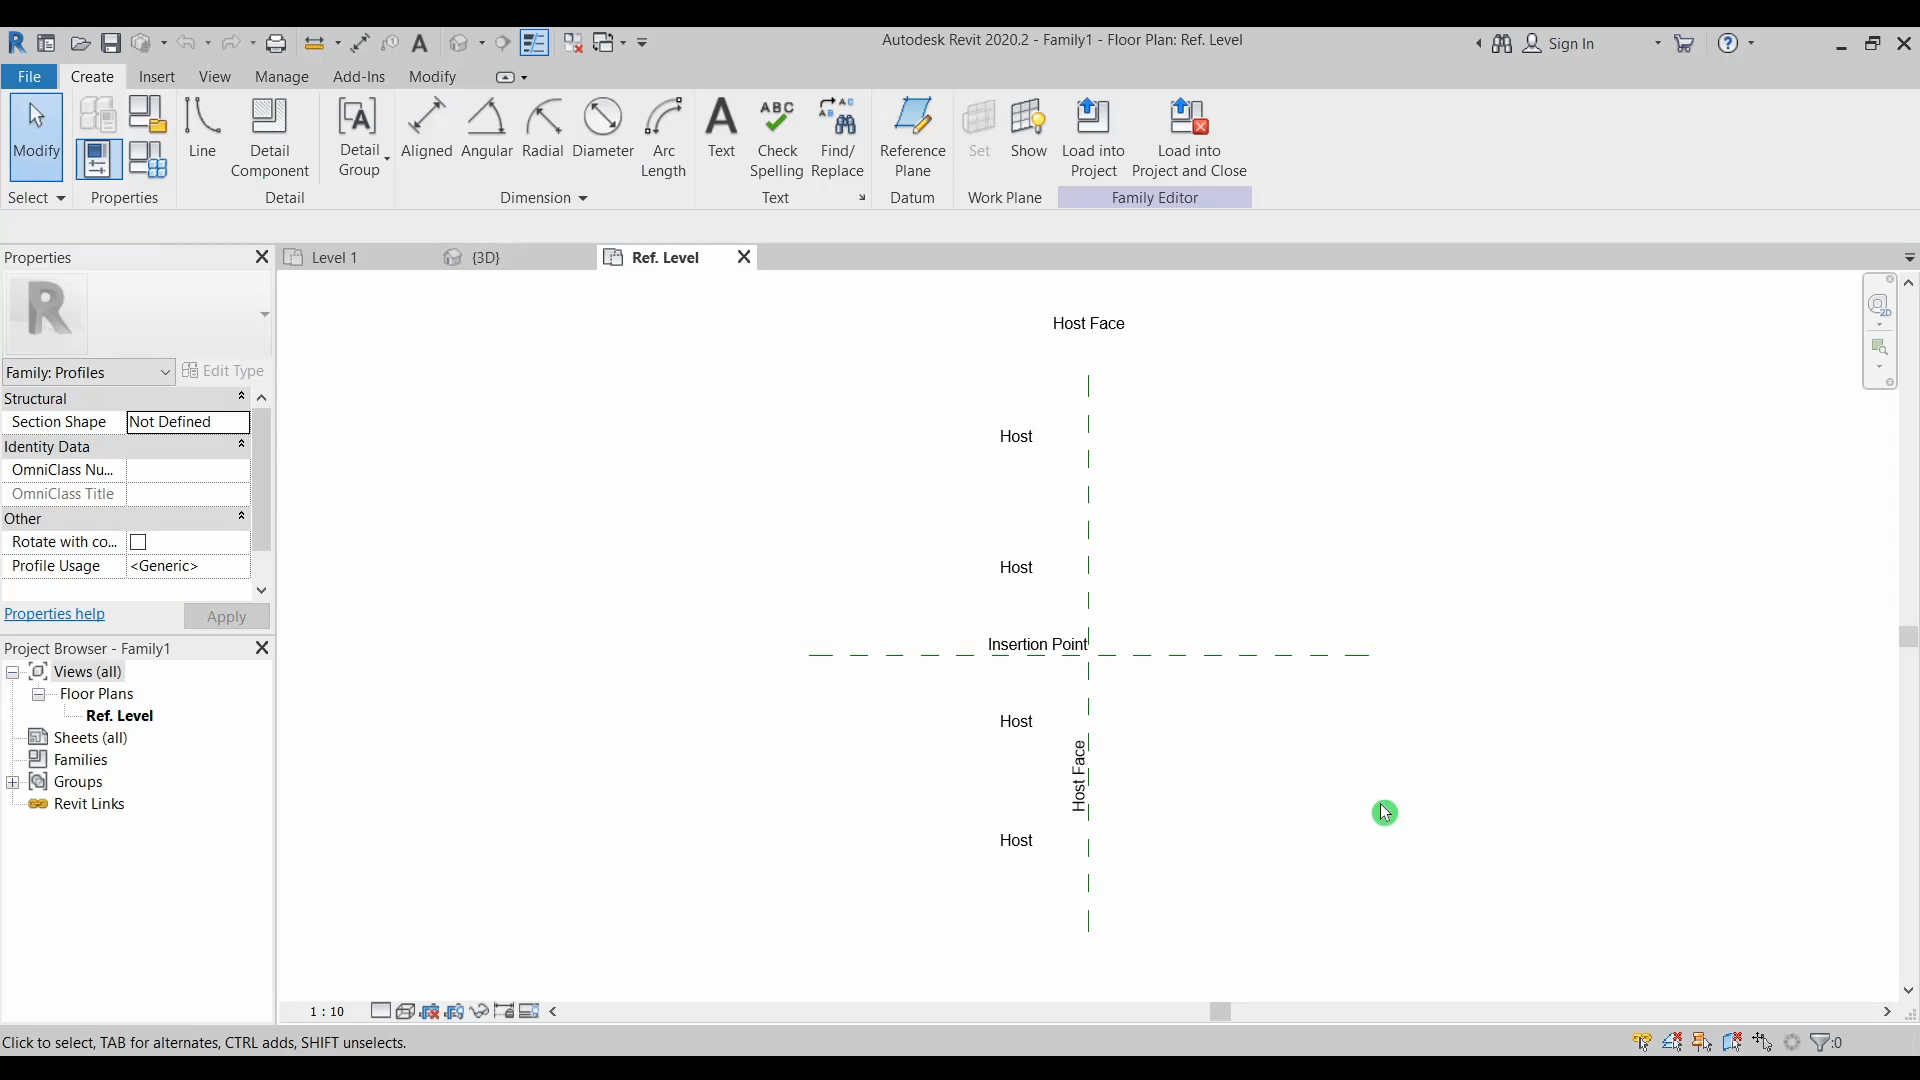 Autodesk Revit 2020.2 - Family1 - Floor Plan: Ref. Level
Sign In
File
Create
Insert
View
Manage
Add-Ins
Modify
Modify
Line
Detail
Component
Detail
Group
Aligned
Angular
Radial
Diameter
Arc
Length
Text
ABC
Check
Spelling
Find/
Replace
Reference
Plane
Set
Show
Load into
Project
Load into
Project and Close
Select
Properties
Detail
Dimension
Text
Datum
Work Plane
Family Editor
Properties
Level 1
{3D}
Ref. Level
Family: Profiles
Edit Type
Structural
Section Shape
Not Defined
Identity Data
OmniClass Nu...
OmniClass Title
Other
Rotate with co...
Profile Usage
<Generic>
Properties help
Apply
Project Browser - Family1
Views (all)
Floor Plans
Ref. Level
Sheets (all)
Families
Groups
Revit Links
Host Face
Host
Host
Insertion Point
Host
Host Face
Host
1 : 10
Click to select, TAB for alternates, CTRL adds, SHIFT unselects.
:0